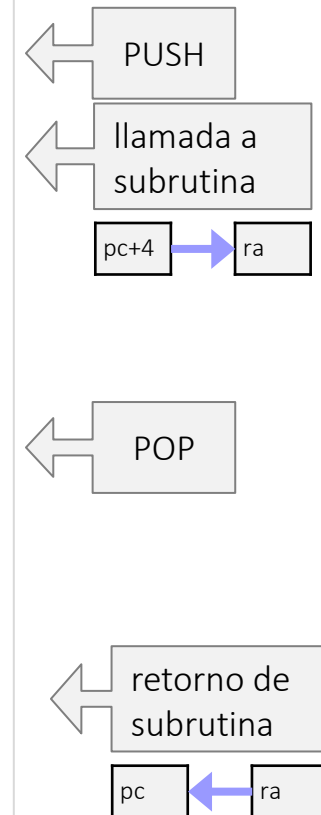 PUSH
llamada a
subrutina
pc+4 ra
POP
retorno de
subrutina
pc ra